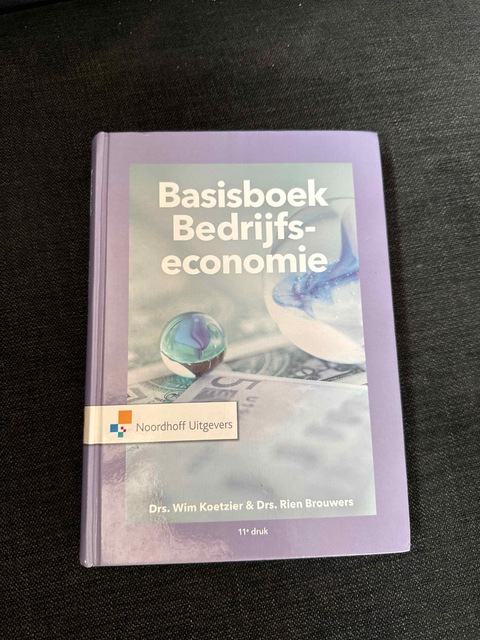 Basisboek
Bedrijfs-
economie
Noordhoff Uitgevers
Drs. Wim Koetzier & Drs. Rien Brouwers
11e druk